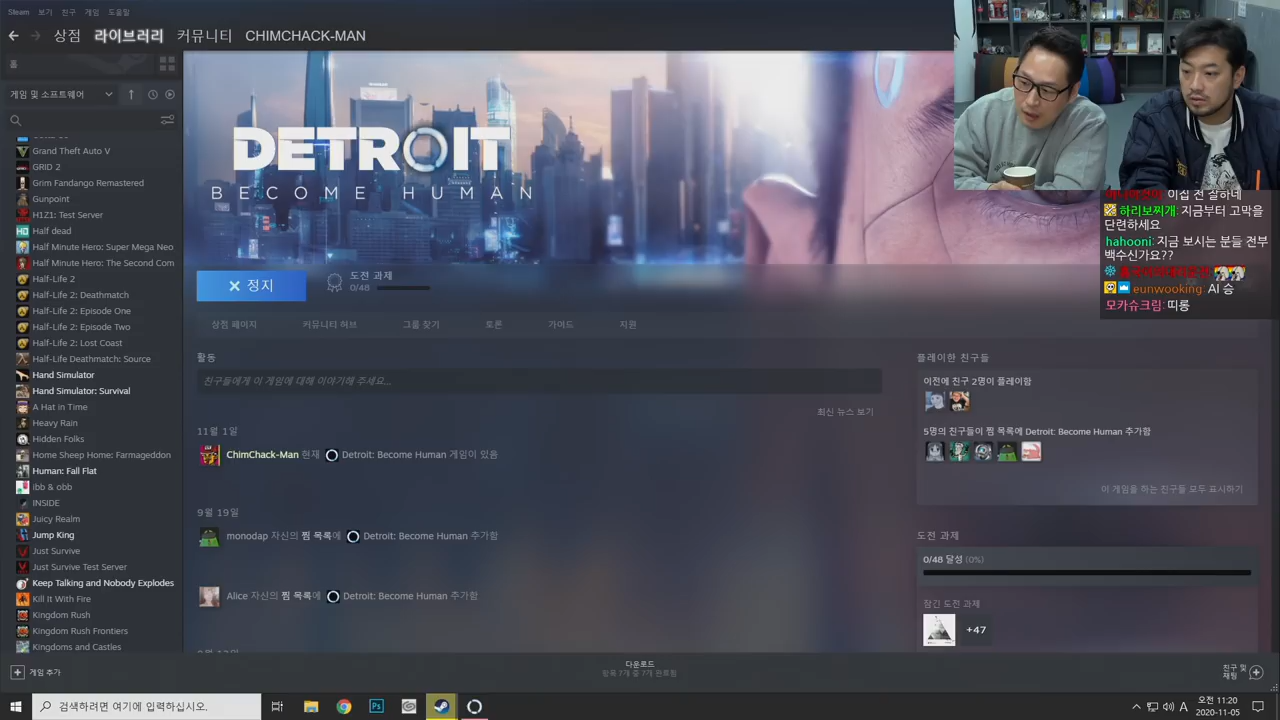 Steam 보기 친구 게임 도움말
상점 라이브러리 커뮤니티 CHIMCHACK-MAN
홈
게임 및 소프트웨어
Grand Theft Auto V
GRID 2
Grim Fandango Remastered
Gunpoint
H1Z1: Test Server
Half dead
Half Minute Hero: Super Mega Neo
Half Minute Hero: The Second Com
Half-Life 2
Half-Life 2: Deathmatch
Half-Life 2: Episode One
Half-Life 2: Episode Two
Half-Life 2: Lost Coast
Half-Life Deathmatch: Source
Hand Simulator
Hand Simulator: Survival
A Hat in Time
Heavy Rain
Hidden Folks
Home Sheep Home: Farmageddon
Human: Fall Flat
ibb & obb
INSIDE
Juicy Realm
Jump King
Just Survive
Just Survive Test Server
Keep Talking and Nobody Explodes
Kill It With Fire
Kingdom Rush
Kingdom Rush Frontiers
Kingdoms and Castles
게임 추가
DETROIT
BECOME HUMAN
정지
도전 과제
0/48
상점 페이지 커뮤니티 허브 그룹 찾기 토론 가이드 지원
활동
친구들에게 이 게임에 대해 이야기해 주세요...
최신 뉴스 보기
11월 1일
ChimChack-Man 현재 Detroit: Become Human 게임이 있음
9월 19일
monodap 자신의 찜 목록에 Detroit: Become Human 추가함
Alice 자신의 찜 목록에 Detroit: Become Human 추가함
플레이한 친구들
이전에 친구 2명이 플레이함
5명의 친구들이 찜 목록에 Detroit: Become Human 추가함
이 게임을 하는 친구들 모두 표시하기
도전 과제
0/48 달성 (0%)
잠긴 도전 과제
+47
이집 전 잘하네
하리보찌개: 지금부터 고막을
단련하세요
hahooni: 지금 보시는 분들 전부
백수신가요??
eunwooking AI 승
모카슈크림: 띠롱
다운로드
항목 7개 중 7개 완료됨
친구 및
채팅
검색하려면 여기에 입력하십시오.
Ps
A
오전 11:20
2020-11-05